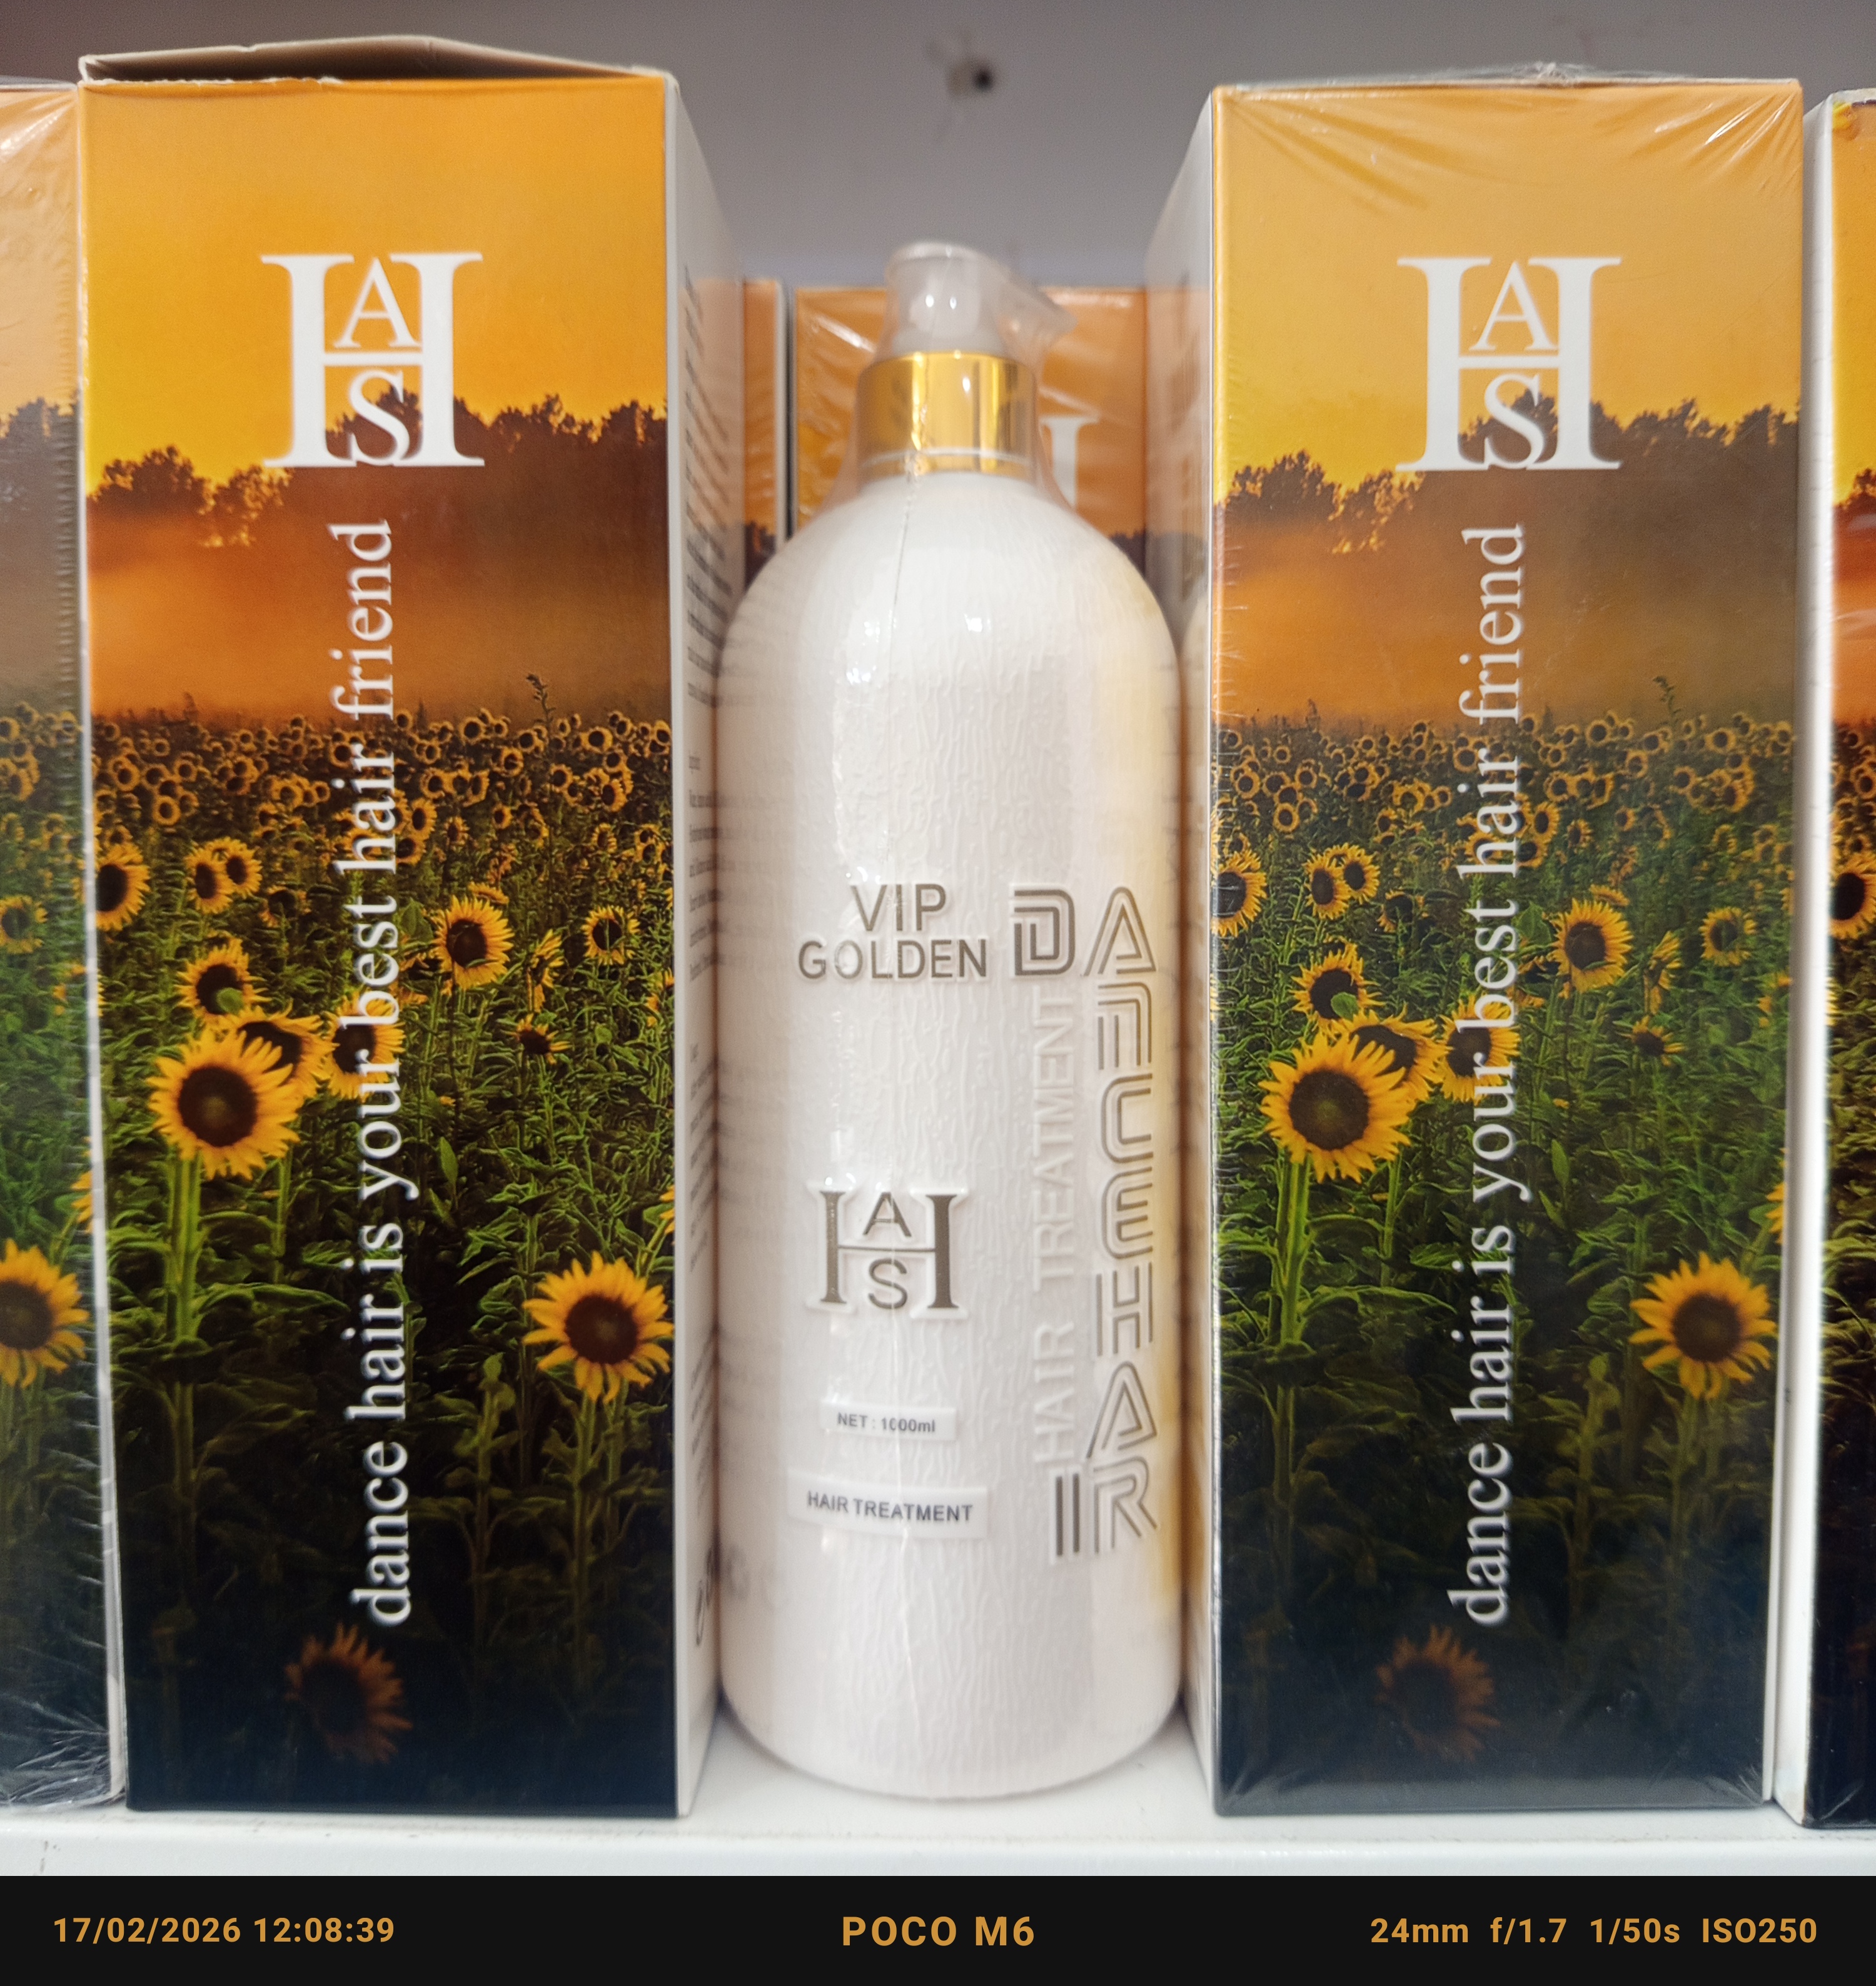 HAS
dance hair is your best hair friend
VIP
GOLDEN
DANCEHAIR
HAIR TREATMENT
HAS
NET : 1000ml
HAIR TREATMENT
HAS
dance hair is your best hair friend
17/02/2026 12:08:39
POCO M6
24mm f/1.7 1/50s ISO250